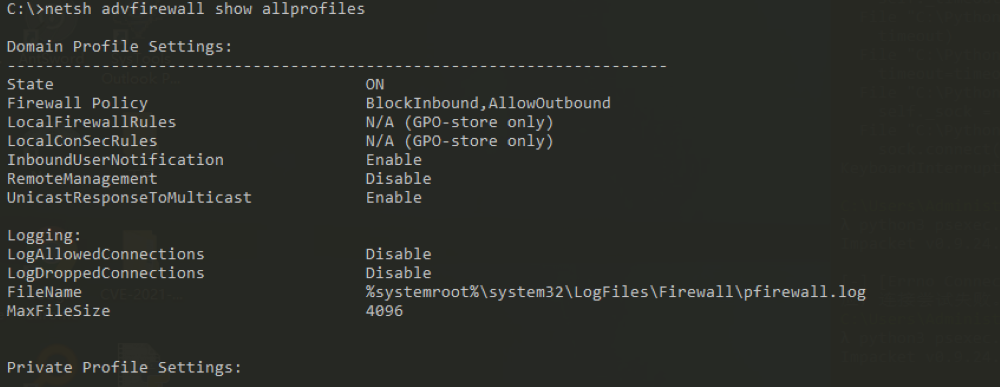 C:\>netsh advfirewall show allprofiles
Domain Profile Settings:
----------------------------------------------------------------------
State ON
Firewall Policy BlockInbound,AllowOutbound
LocalFirewallRules N/A (GPO-store only)
LocalConSecRules N/A (GPO-store only)
InboundUserNotification Enable
RemoteManagement Disable
UnicastResponseToMulticast Enable
Logging:
LogAllowedConnections Disable
LogDroppedConnections Disable
FileName %systemroot%\system32\LogFiles\Firewall\pfirewall.log
MaxFileSize 4096
Private Profile Settings: